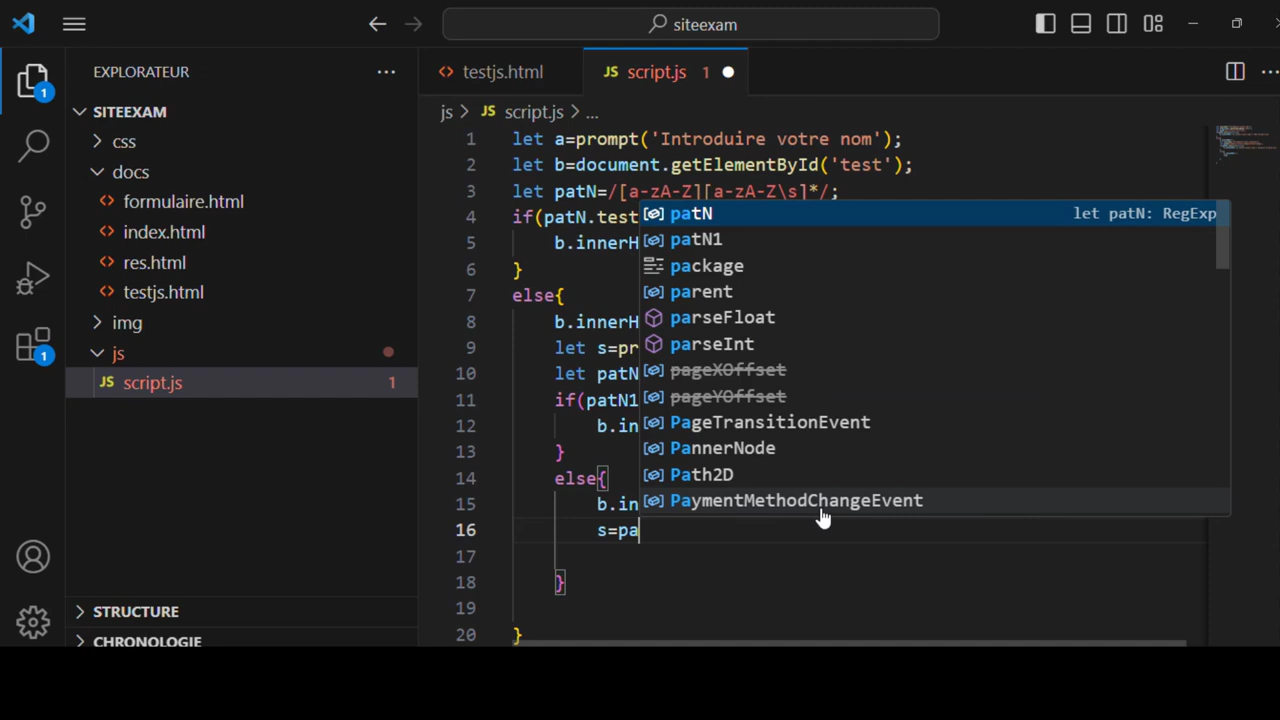 siteexam
EXPLORATEUR
SITEEXAM
css
docs
formulaire.html
index.html
res.html
testjs.html
img
js
JS script.js 1
STRUCTURE
CHRONOLOGIE
1
1
testjs.html
JS script.js 1
js > JS script.js > ...
1 let a=prompt('Introduire votre nom');
2 let b=document.getElementById('test');
3 let patN=/[a-zA-Z][a-zA-Z\s]*/;
4 if(patN.test
5 b.innerH
6 }
7 else{
8 b.innerH
9 let s=pr
10 let patN
11 if(patN1
12 b.in
13 }
14 else{
15 b.in
16 s=pa
17
18 }
19
20 }
patN let patN: RegExp
patN1
package
parent
parseFloat
parseInt
pageXOffset
pageYOffset
PageTransitionEvent
PannerNode
Path2D
PaymentMethodChangeEvent